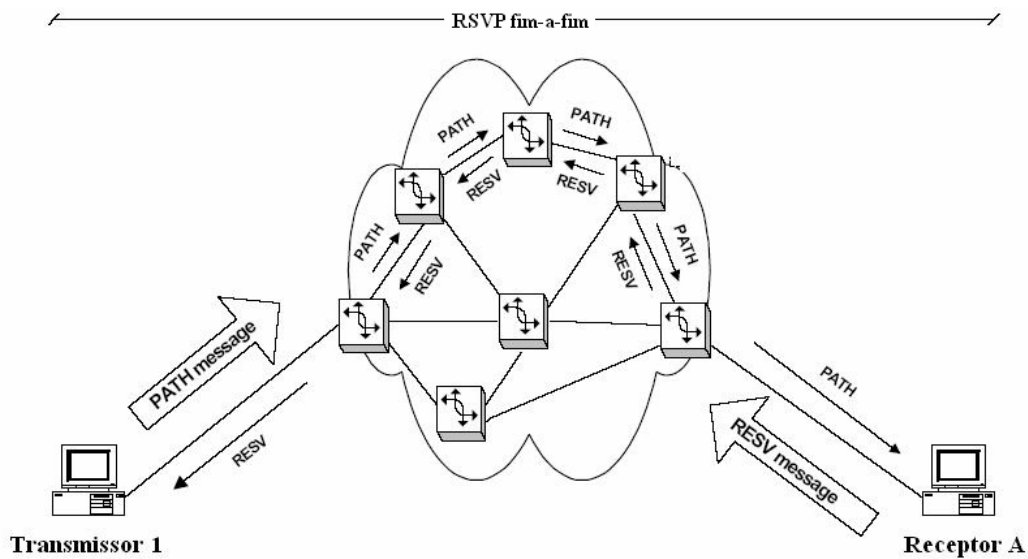 RSVP fim-a-fim
PATH
RESV
PATH
RESV
PATH
RESV
PATH
RESV
PATH message
RESV
PATH
RESV message
Transmissor 1
Receptor A